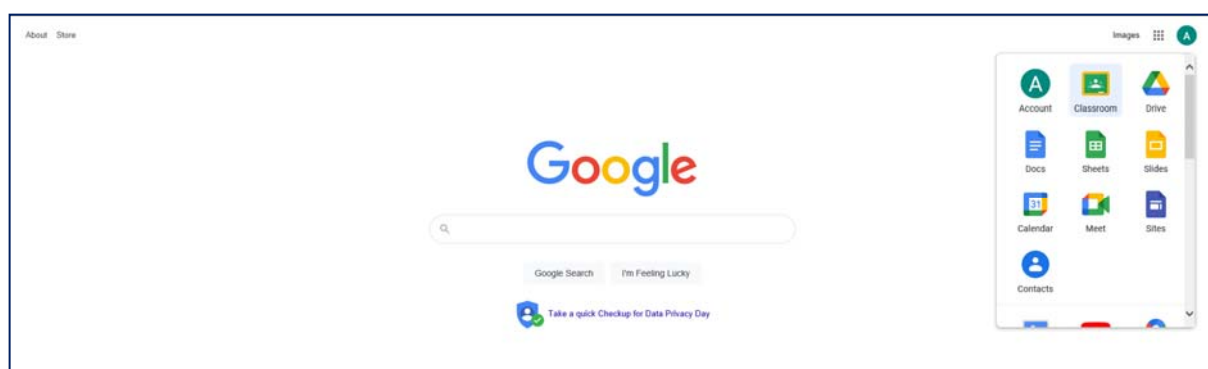 About Store
Images
A
A
Account Classroom Drive
Docs Sheets Slides
31
Calendar Meet Sites
Contacts
Google
Google Search I'm Feeling Lucky
Take a quick Checkup for Data Privacy Day